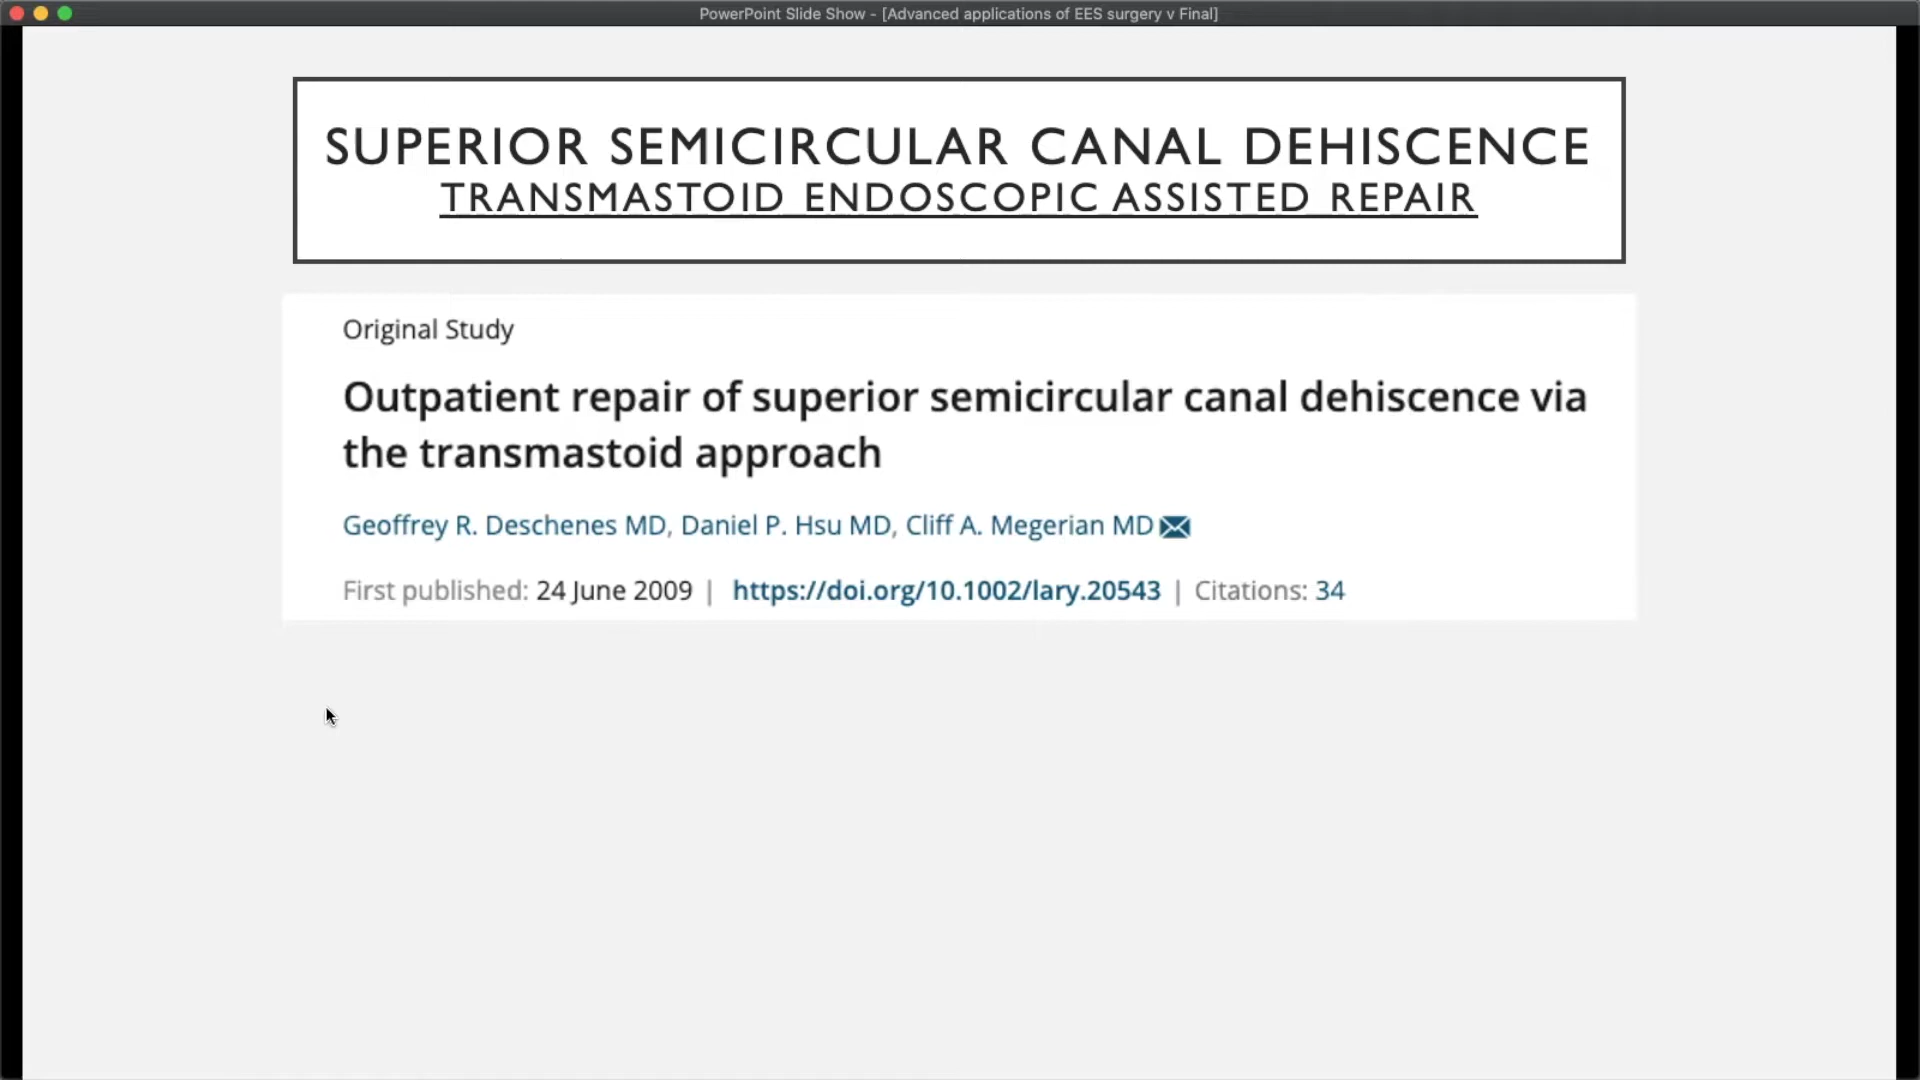 PowerPoint Slide Show - [Advanced applications of EES surgery v Final]
SUPERIOR SEMICIRCULAR CANAL DEHISCENCE
TRANSMASTOID ENDOSCOPIC ASSISTED REPAIR
Original Study
Outpatient repair of superior semicircular canal dehiscence via
the transmastoid approach
Geoffrey R. Deschenes MD, Daniel P. Hsu MD, Cliff A. Megerian MD
First published: 24 June 2009 | https://doi.org/10.1002/lary.20543 | Citations: 34